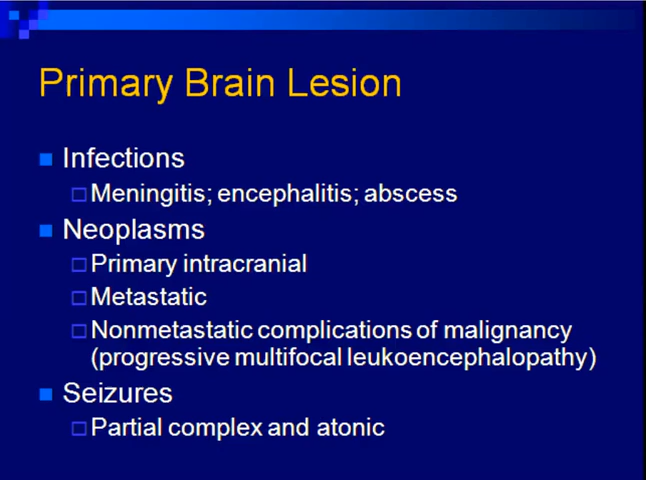 Primary Brain Lesion
Infections
Meningitis; encephalitis; abscess
Neoplasms
Primary intracranial
Metastatic
Nonmetastatic complications of malignancy
(progressive multifocal leukoencephalopathy)
Seizures
Partial complex and atonic